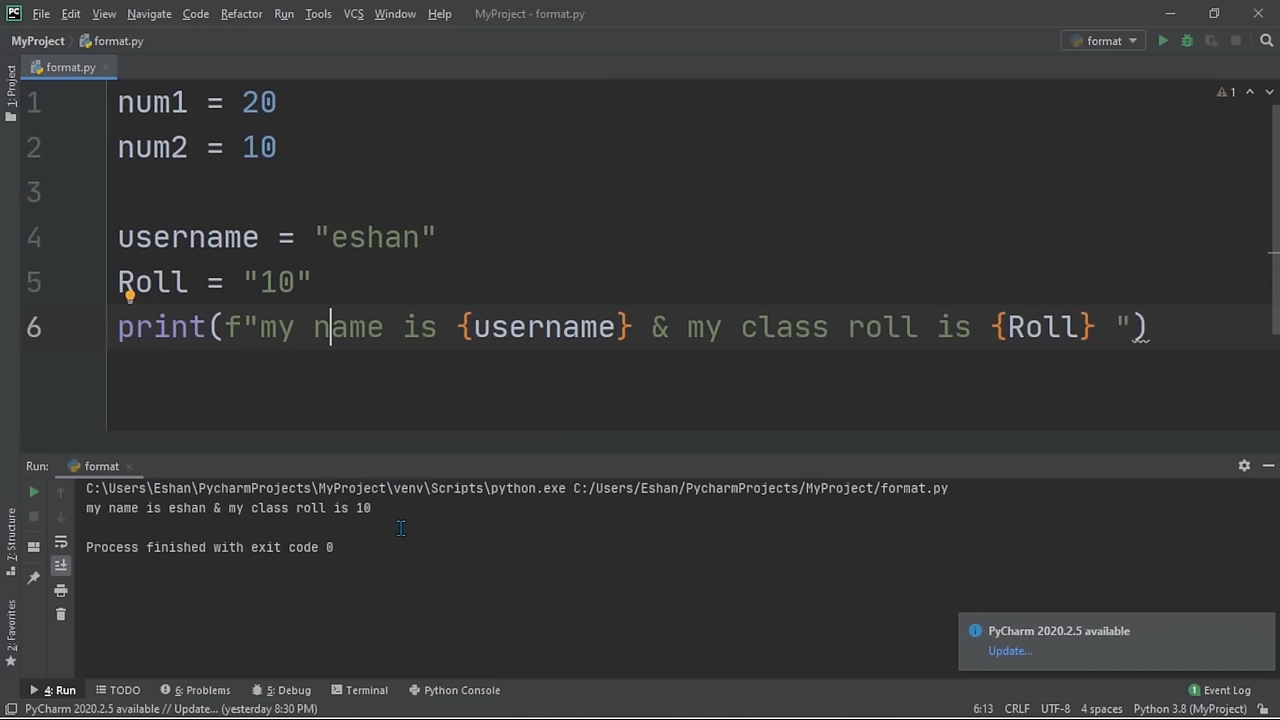 PC File Edit View Navigate Code Refactor Run Tools VCS Window Help MyProject - format.py
MyProject format.py format
1: Project
format.py
1 num1 = 20
1
2 num2 = 10
3
4 username = "eshan"
5 Roll = "10"
6 print(f"my name is {username} & my class roll is {Roll} ")
Run: format
C:\Users\Eshan\PycharmProjects\MyProject\venv\Scripts\python.exe C:/Users/Eshan/PycharmProjects/MyProject/format.py
my name is eshan & my class roll is 10
Process finished with exit code 0
7: Structure
2: Favorites
PyCharm 2020.2.5 available
Update...
4: Run TODO 6: Problems 5: Debug Terminal Python Console 1 Event Log
PyCharm 2020.2.5 available // Update... (yesterday 8:30 PM) 6:13 CRLF UTF-8 4 spaces Python 3.8 (MyProject)